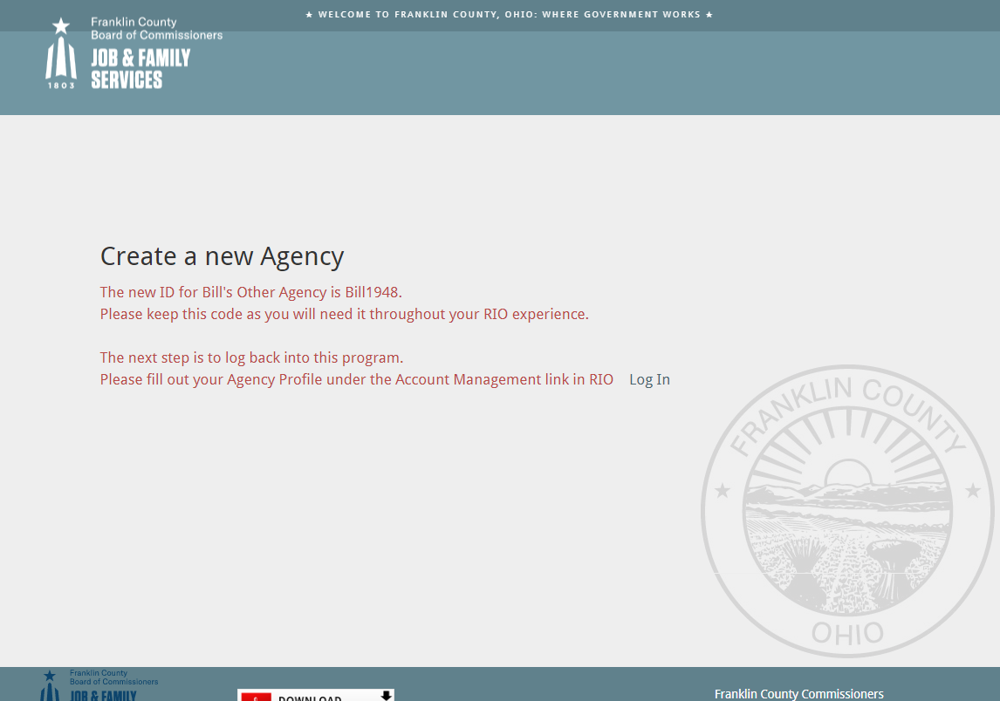 ★ WELCOME TO FRANKLIN COUNTY, OHIO: WHERE GOVERNMENT WORKS ★
Franklin County
Board of Commissioners
JOB & FAMILY
SERVICES
1803
Create a new Agency
The new ID for Bill's Other Agency is Bill1948.
Please keep this code as you will need it throughout your RIO experience.
The next step is to log back into this program.
Please fill out your Agency Profile under the Account Management link in RIO Log In
FRANKLIN COUNTY
OHIO
Franklin County
Board of Commissioners
JOB & FAMILY
DOWNLOAD
Franklin County Commissioners